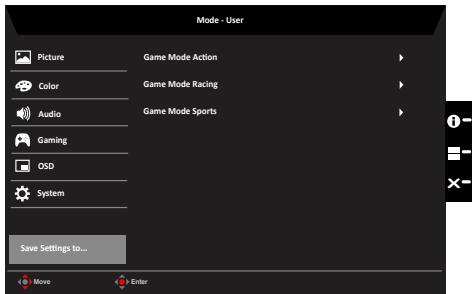 Mode - User
Picture
Game Mode Action
Color
Game Mode Racing
Audio
Game Mode Sports
Gaming
OSD
System
Save Settings to...
Move
Enter